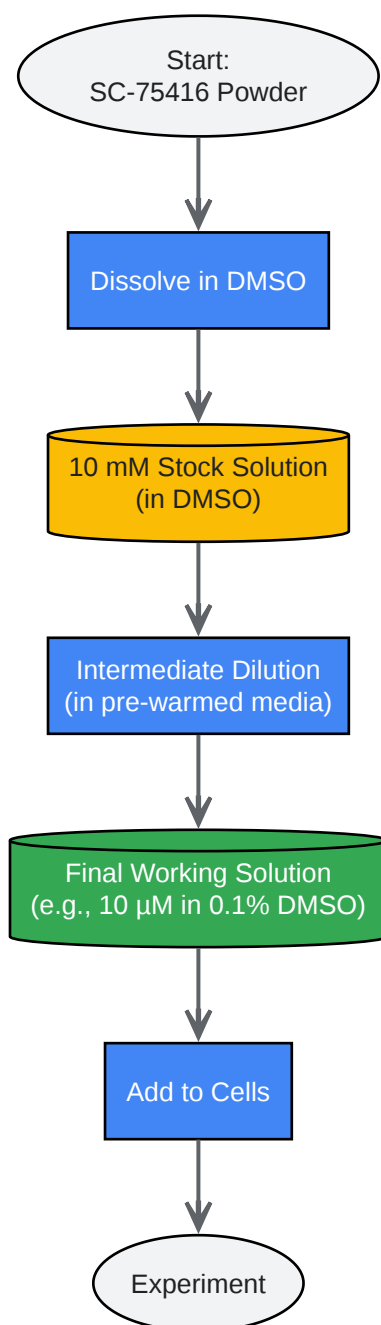 Start:
SC-75416 Powder
Dissolve in DMSO
10 mM Stock Solution
(in DMSO)
Intermediate Dilution
(in pre-warmed media)
Final Working Solution
(e.g., 10 µM in 0.1% DMSO)
Add to Cells
Experiment